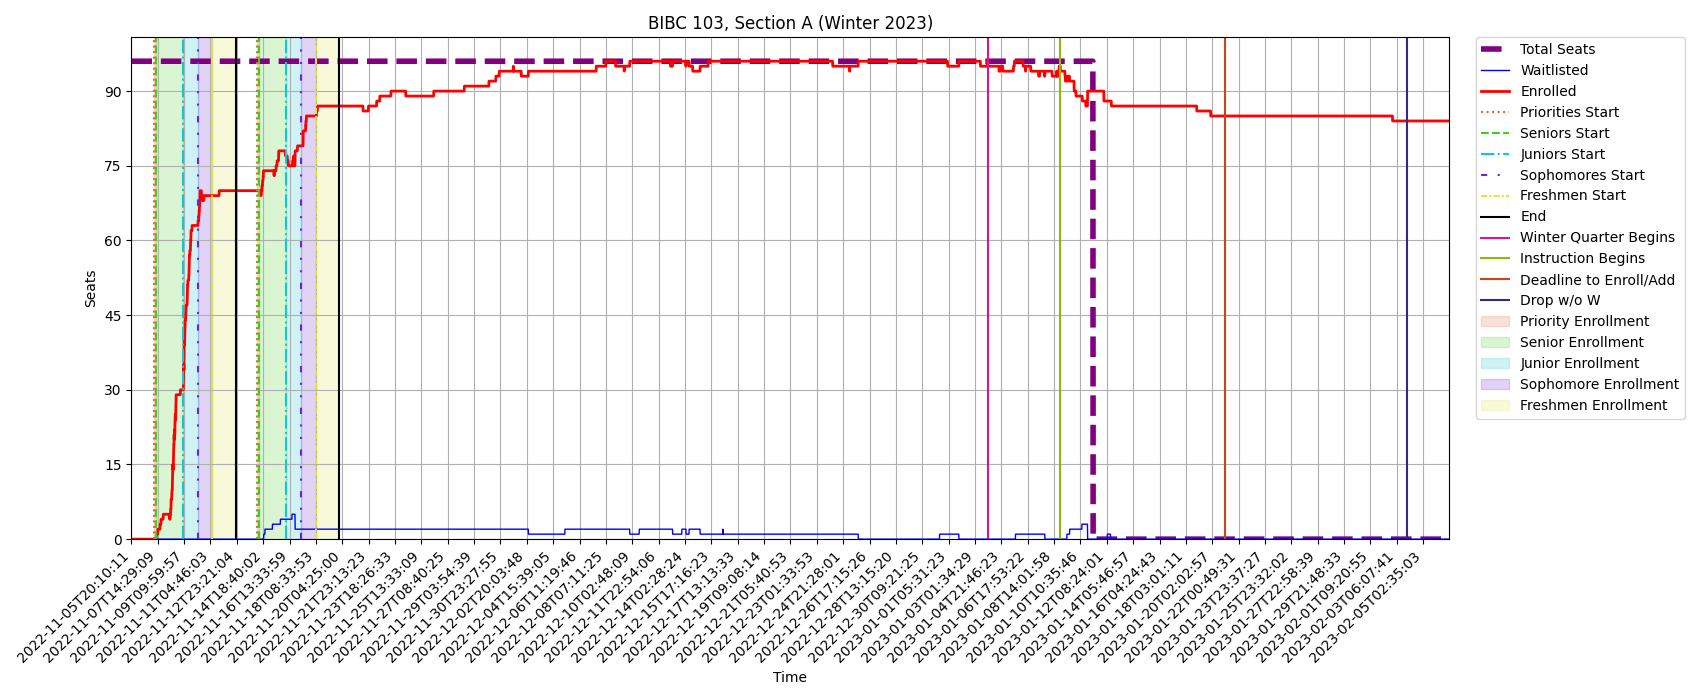 BIBC 103, Section A (Winter 2023)
Seats
90
75
60
45
30
15
0
2022-11-05T20:10:11
2022-11-07T14:29:09
2022-11-09T09:59:57
2022-11-11T04:46:03
2022-11-12T23:21:04
2022-11-14T18:40:02
2022-11-16T13:33:59
2022-11-18T08:33:53
2022-11-20T04:25:00
2022-11-21T23:13:23
2022-11-23T18:26:33
2022-11-25T13:33:09
2022-11-27T08:40:25
2022-11-29T03:54:39
2022-11-30T23:27:55
2022-12-02T20:03:48
2022-12-04T15:39:05
2022-12-06T11:19:46
2022-12-08T07:11:25
2022-12-10T02:48:09
2022-12-11T22:54:06
2022-12-14T02:28:24
2022-12-15T17:16:23
2022-12-17T13:13:33
2022-12-19T09:08:14
2022-12-21T05:40:53
2022-12-23T01:33:53
2022-12-24T21:28:01
2022-12-26T17:15:26
2022-12-28T13:15:20
2022-12-30T09:21:25
2023-01-01T05:31:23
2023-01-03T01:34:29
2023-01-04T21:46:23
2023-01-06T17:53:22
2023-01-08T14:01:58
2023-01-10T10:35:46
2023-01-12T08:24:01
2023-01-14T05:46:57
2023-01-16T04:24:43
2023-01-18T03:01:11
2023-01-20T02:02:57
2023-01-22T00:49:31
2023-01-23T23:37:27
2023-01-25T23:32:02
2023-01-27T22:58:39
2023-01-29T21:48:33
2023-02-01T09:20:55
2023-02-03T06:07:41
2023-02-05T02:35:03
Time
Total Seats
Waitlisted
Enrolled
Priorities Start
Seniors Start
Juniors Start
Sophomores Start
Freshmen Start
End
Winter Quarter Begins
Instruction Begins
Deadline to Enroll/Add
Drop w/o W
Priority Enrollment
Senior Enrollment
Junior Enrollment
Sophomore Enrollment
Freshmen Enrollment